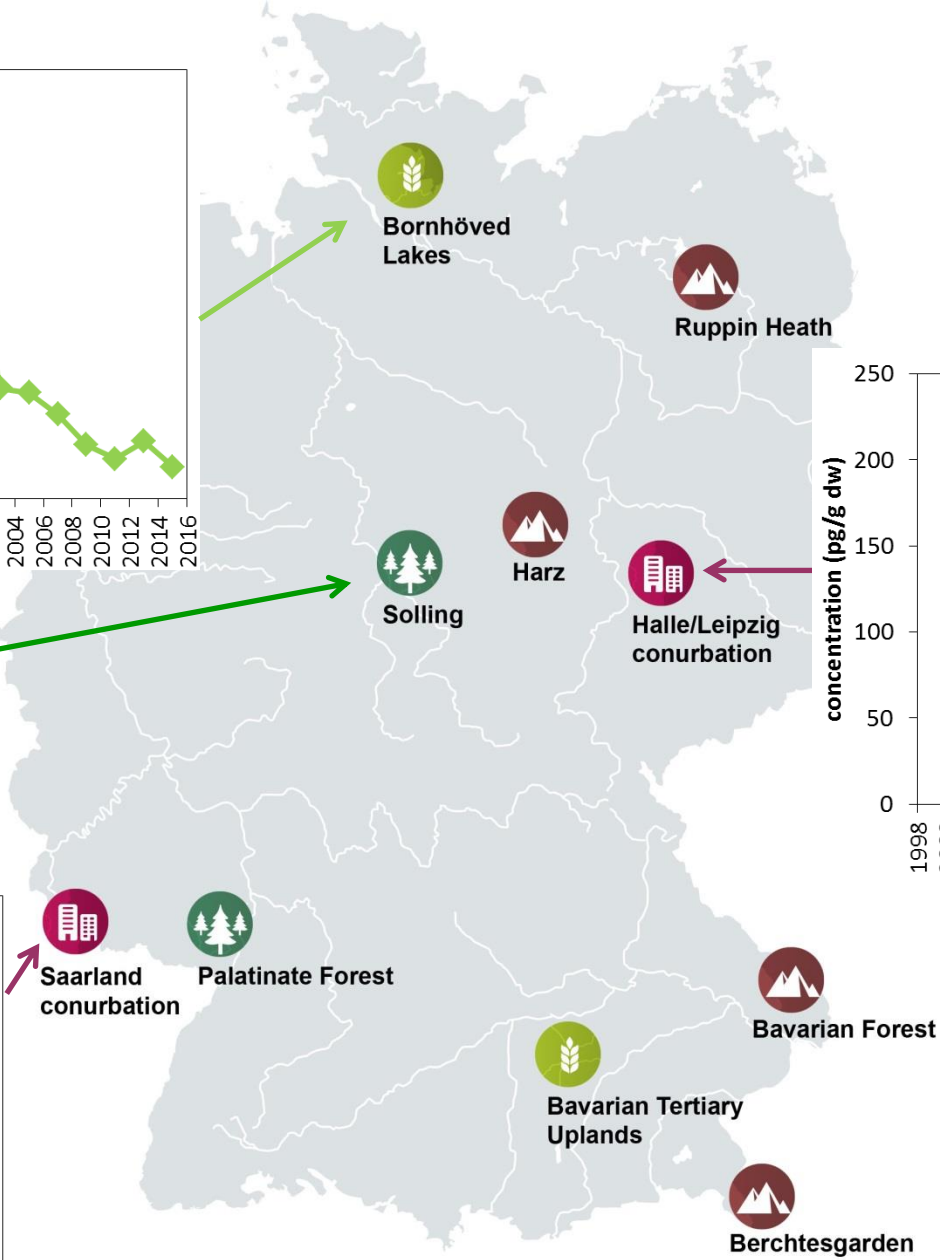 Bornhöved
Lakes
Ruppin Heath
2004
2006
2008
2010
2012
2014
2016
250
200
150
100
50
0
concentration (pg/g dw)
1998
Harz
Solling
Halle/Leipzig
conurbation
Saarland
conurbation
Palatinate Forest
Bavarian Forest
Bavarian Tertiary
Uplands
Berchtesgarden